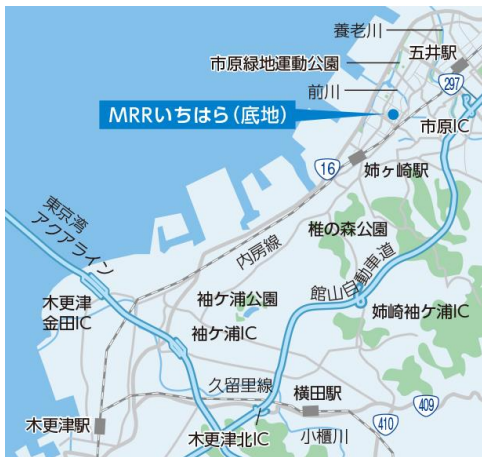 養老川
五井駅
市原緑地運動公園
297
前川
MRRいちはら(底地)
市原IC
16
姉ヶ崎駅
東京湾
アクアライン
椎の森公園
内房線
館山自動車道
袖ケ浦公園
姉崎袖ケ浦IC
木更津
金田IC
袖ケ浦IC
久留里線
横田駅
409
410
木更津駅
木更津北IC
小櫃川